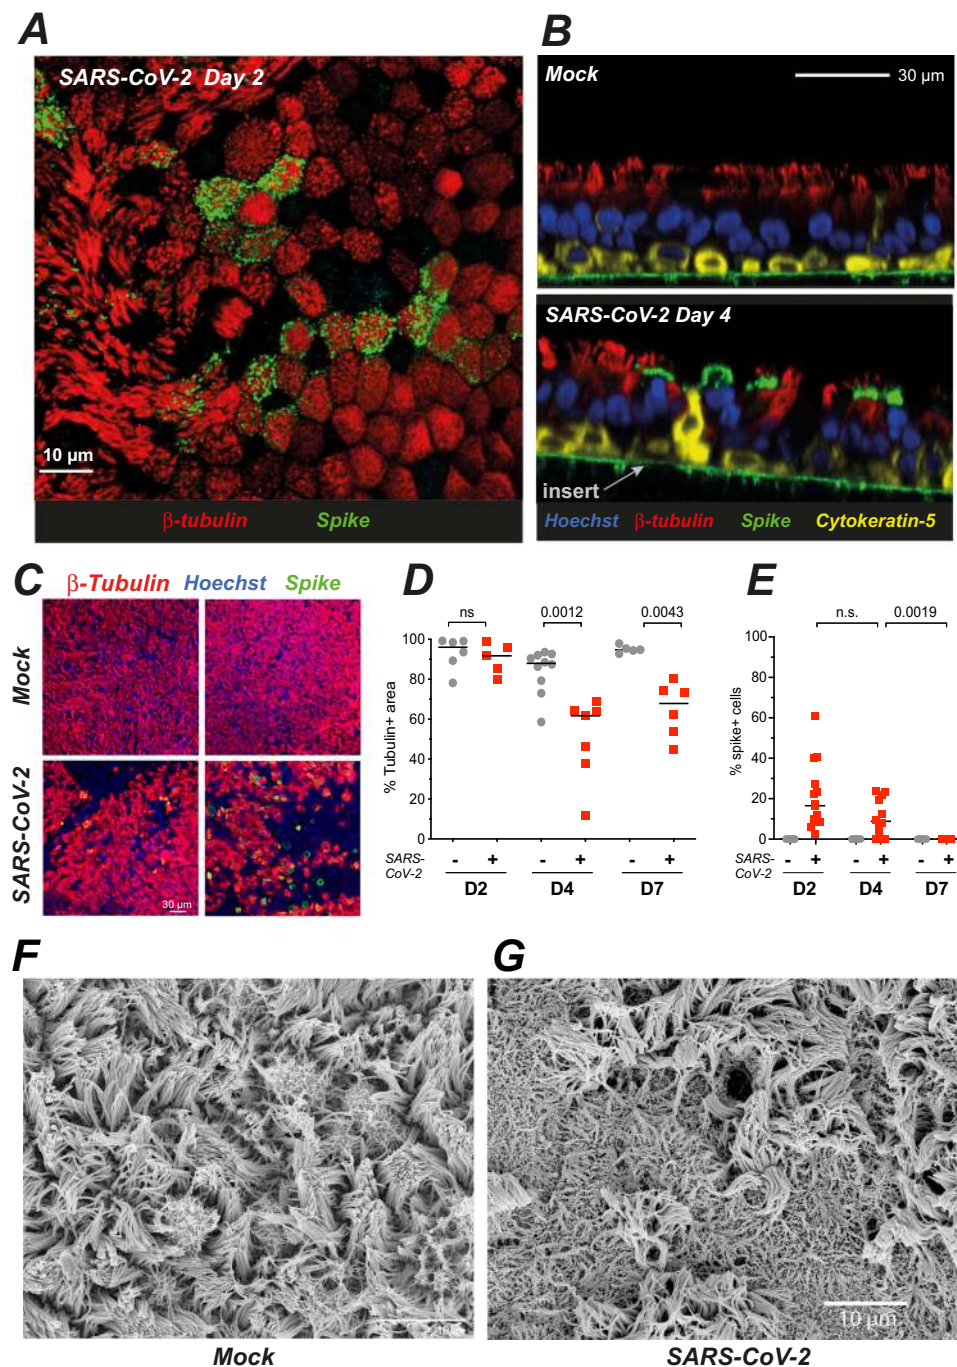 A
B
SARS-CoV-2 Day 2
10 µm
β-tubulin Spike
Mock
30 µm
SARS-CoV-2 Day 4
insert
Hoechst β-tubulin Spike Cytokeratin-5
C
β-Tubulin Hoechst Spike
Mock
SARS-CoV-2
30 µm
D
ns 0.0012 0.0043
% Tubulin+ area
100
80
60
40
20
0
SARS-CoV-2 - + - + - +
D2 D4 D7
E
n.s. 0.0019
% spike+ cells
100
80
60
40
20
0
SARS-CoV-2 - + - + - +
D2 D4 D7
F
Mock
G
10 µm
SARS-CoV-2